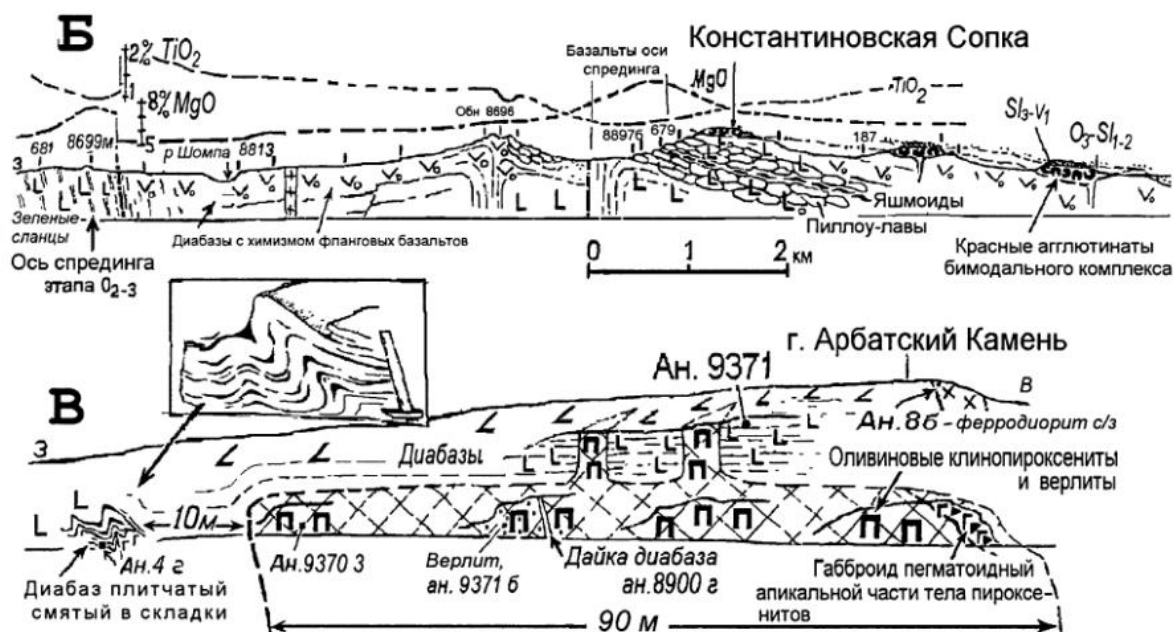 Б
2% TiO2
1
8% MgO
5
681
8699м
р Шомпа
8813
Обн 8696
Базальты оси
спрединга
Константиновская Сопка
MgO
TiO2
88976
679
187
Sl3-V1
O3-Sl1-2
З
Зеленые
сланцы
Диабазы с химизмом фланговых базальтов
Яшмоиды
Пиллоу-лавы
Красные агглютинаты
бимодального комплекса
Ось спрединга
этапа O2-3
0 1 2 км
В
г. Арбатский Камень
Ан. 9371
В
Ан. 8б - ферродиорит с/з
З
Диабазы
Оливиновые клинопироксениты
и верлиты
10м
Ан.4 г
Диабаз плитчатый
смятый в складки
Ан.9370 З
Верлит,
ан. 9371 б
Дайка диабаза
ан.8900 г
Габброид пегматоидный
апикальной части тела пироксе-
нитов
90 м